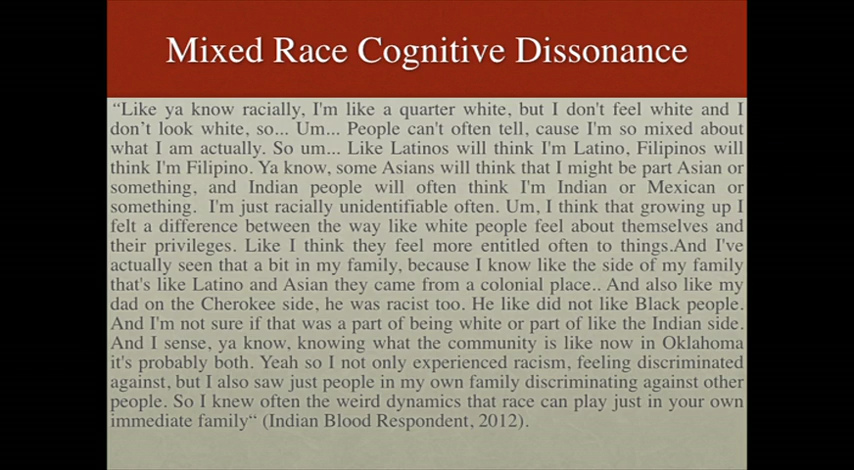 Mixed Race Cognitive Dissonance
“Like ya know racially, I'm like a quarter white, but I don't feel white and I
don’t look white, so... Um... People can't often tell, cause I'm so mixed about
what I am actually. So um... Like Latinos will think I'm Latino, Filipinos will
think I'm Filipino. Ya know, some Asians will think that I might be part Asian or
something, and Indian people will often think I'm Indian or Mexican or
something. I'm just racially unidentifiable often. Um, I think that growing up I
felt a difference between the way like white people feel about themselves and
their privileges. Like I think they feel more entitled often to things.And I've
actually seen that a bit in my family, because I know like the side of my family
that's like Latino and Asian they came from a colonial place.. And also like my
dad on the Cherokee side, he was racist too. He like did not like Black people.
And I'm not sure if that was a part of being white or part of like the Indian side.
And I sense, ya know, knowing what the community is like now in Oklahoma
it's probably both. Yeah so I not only experienced racism, feeling discriminated
against, but I also saw just people in my own family discriminating against other
people. So I knew often the weird dynamics that race can play just in your own
immediate family“ (Indian Blood Respondent, 2012).